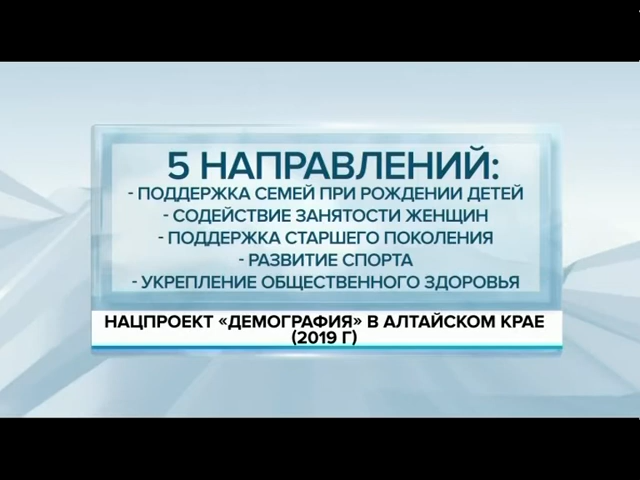 5 НАПРАВЛЕНИЙ:
- ПОДДЕРЖКА СЕМЕЙ ПРИ РОЖДЕНИИ ДЕТЕЙ
- СОДЕЙСТВИЕ ЗАНЯТОСТИ ЖЕНЩИН
- ПОДДЕРЖКА СТАРШЕГО ПОКОЛЕНИЯ
- РАЗВИТИЕ СПОРТА
- УКРЕПЛЕНИЕ ОБЩЕСТВЕННОГО ЗДОРОВЬЯ
НАЦПРОЕКТ «ДЕМОГРАФИЯ» В АЛТАЙСКОМ КРАЕ
(2019 Г)